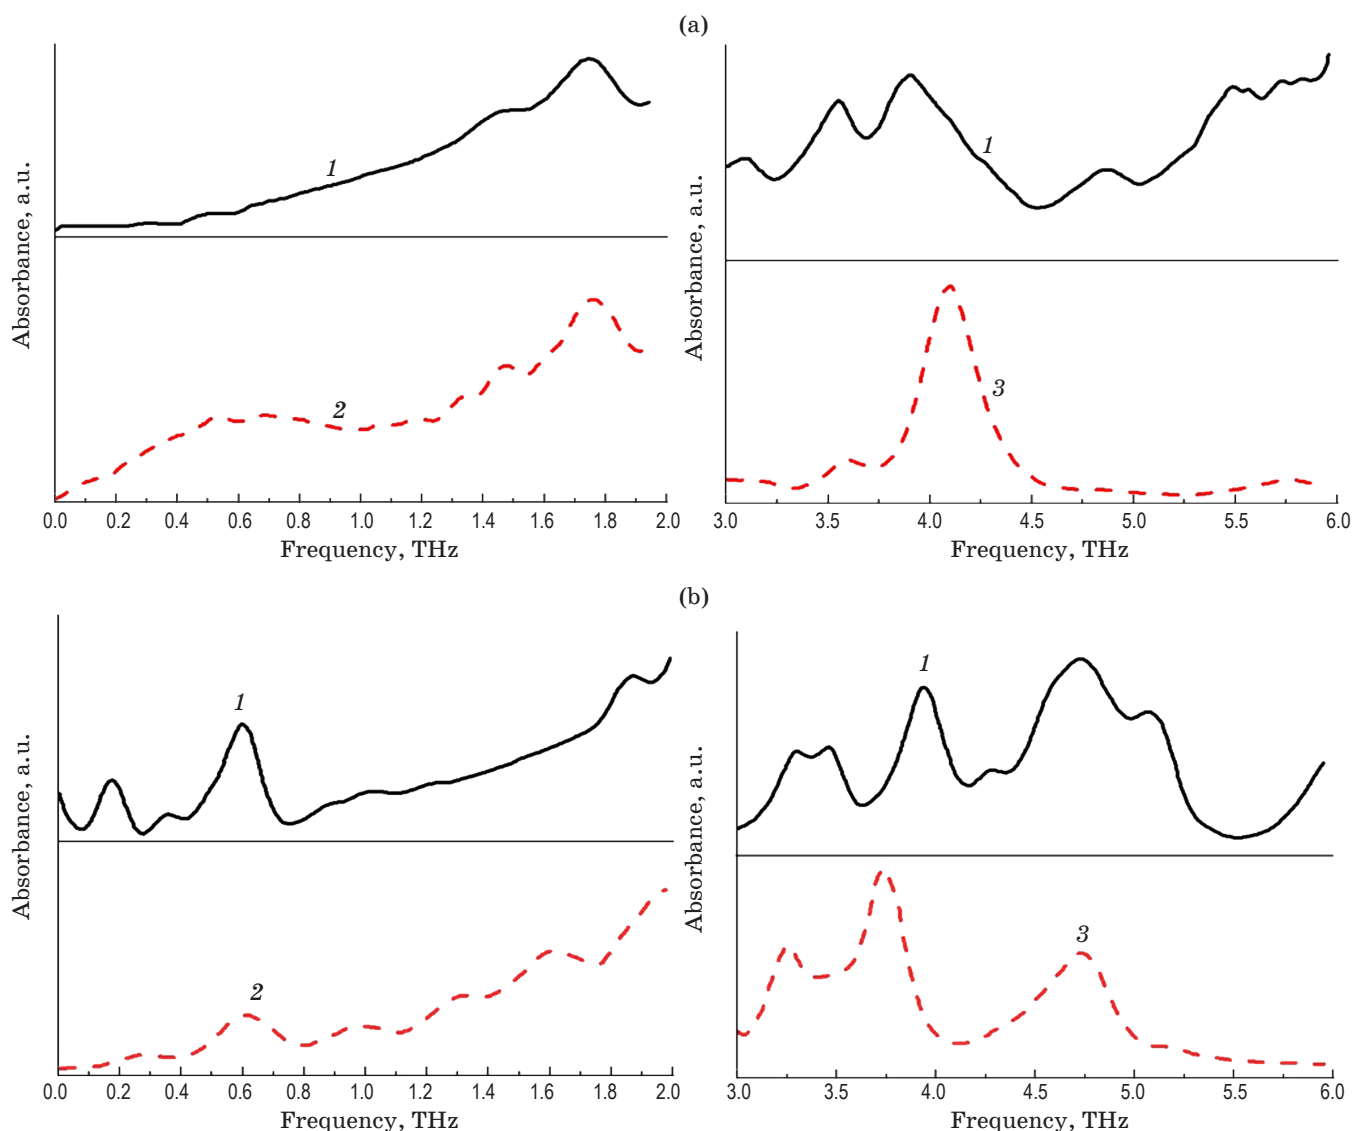 (a)
Absorbance, a.u.
1
2
0.0 0.2 0.4 0.6 0.8 1.0 1.2 1.4 1.6 1.8 2.0
Frequency, THz
Absorbance, a.u.
1
3
3.0 3.5 4.0 4.5 5.0 5.5 6.0
Frequency, THz
(b)
Absorbance, a.u.
1
2
0.0 0.2 0.4 0.6 0.8 1.0 1.2 1.4 1.6 1.8 2.0
Frequency, THz
Absorbance, a.u.
1
3
3.0 3.5 4.0 4.5 5.0 5.5 6.0
Frequency, THz